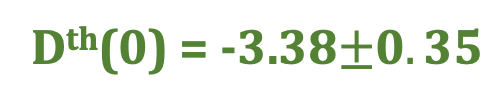 Dᵗʰ(0) = -3.38±0.35